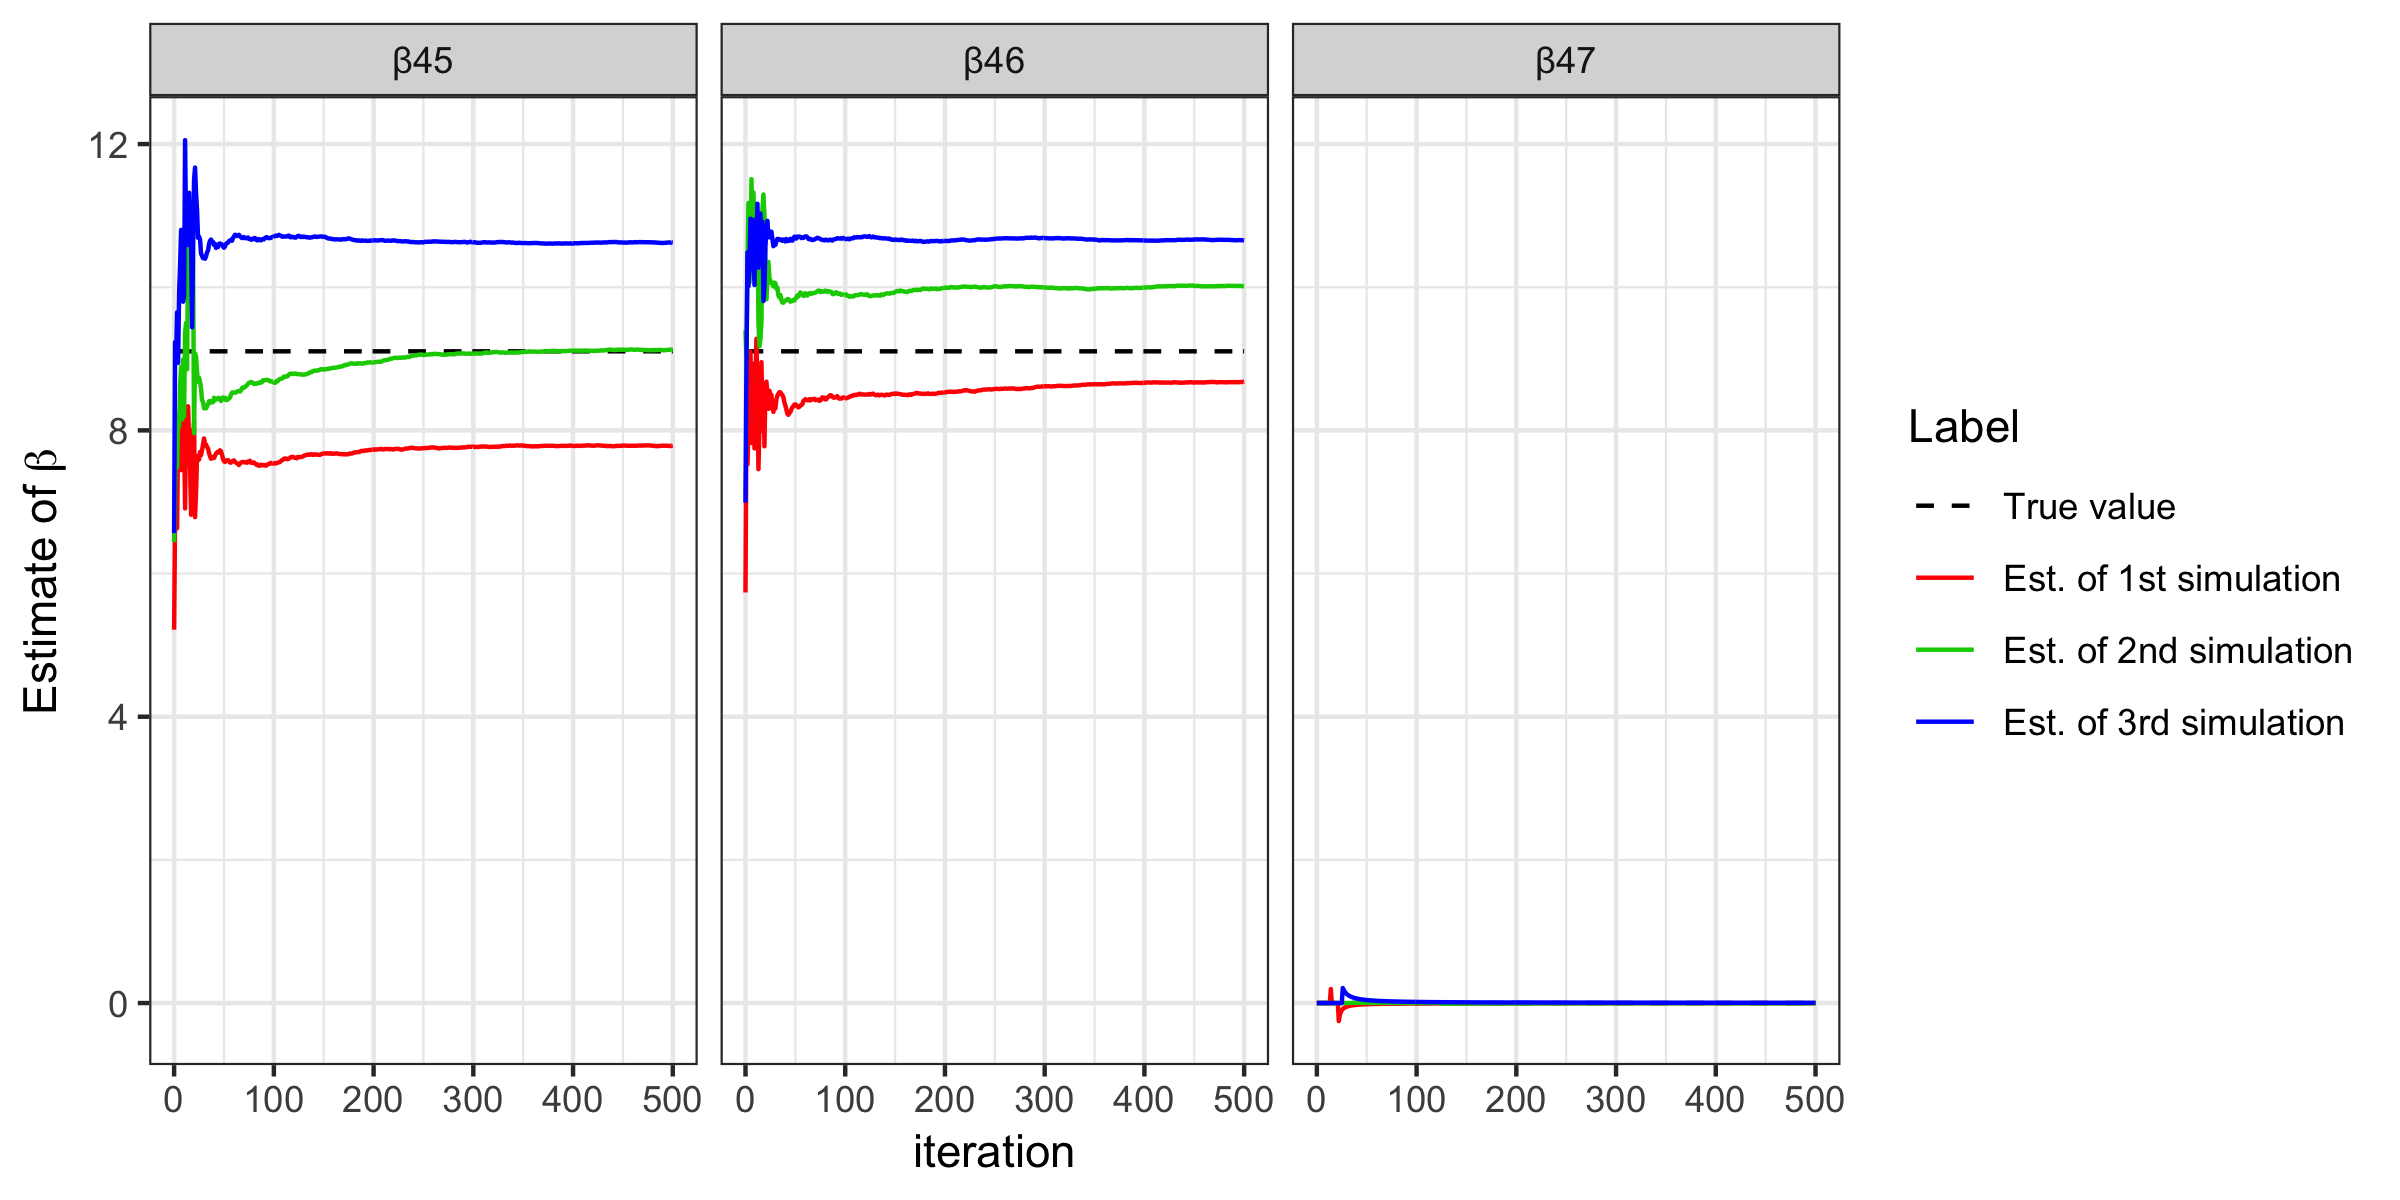 β45 β46 β47
12
8
4
0
Estimate of β
0 100 200 300 400 500 0 100 200 300 400 500 0 100 200 300 400 500
iteration
Label
True value
Est. of 1st simulation
Est. of 2nd simulation
Est. of 3rd simulation